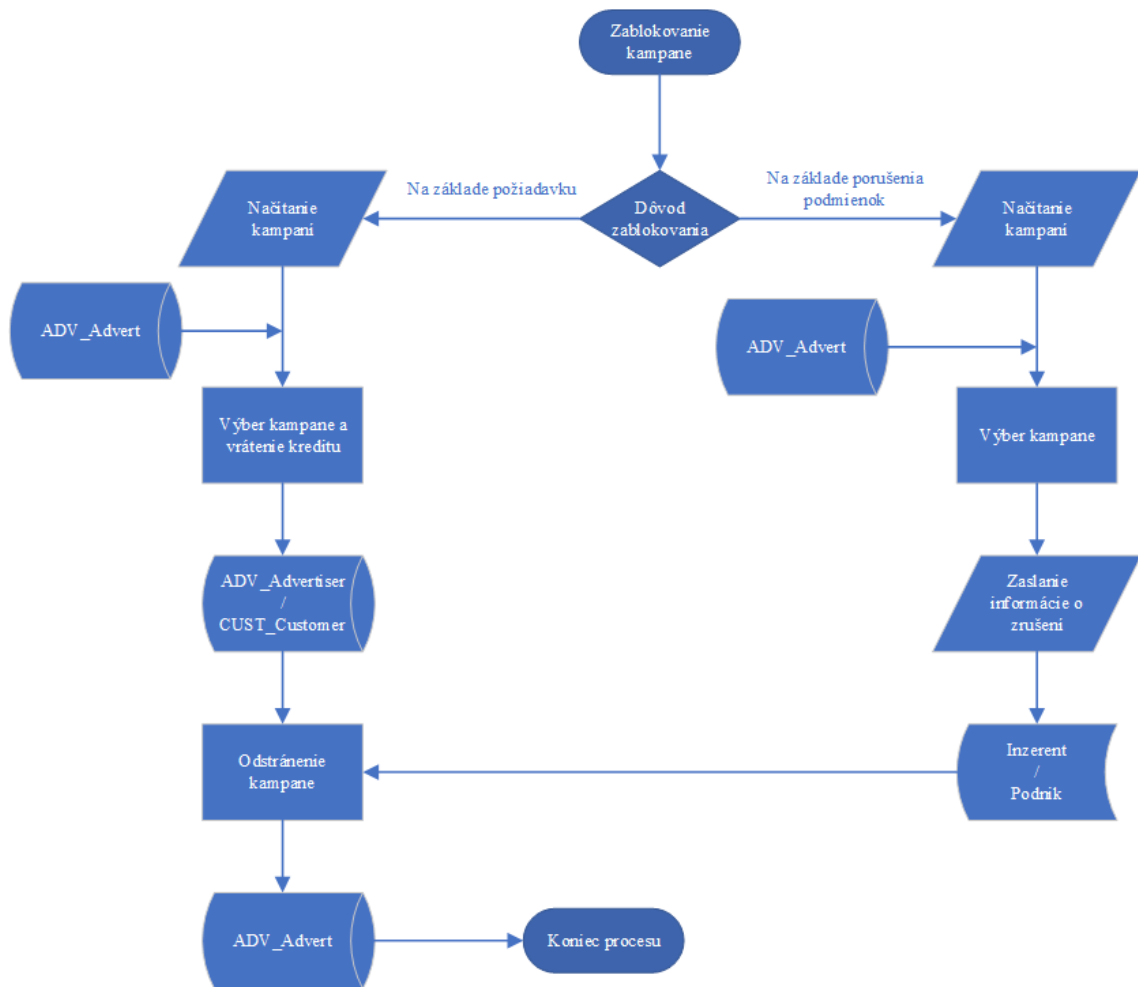 Zablokovanie
kampane
Na základe požiadavku
Na základe porušenia
podmienok
Načítanie
kampaní
Dôvod
zablokovania
Načítanie
kampaní
ADV_Advert
ADV_Advert
Výber kampane a
vrátenie kreditu
Výber kampane
ADV_Advertiser
/
CUST_Customer
Zaslanie
informácie o
zrušení
Odstránenie
kampane
Inzerent
/
Podnik
ADV_Advert
Koniec procesu